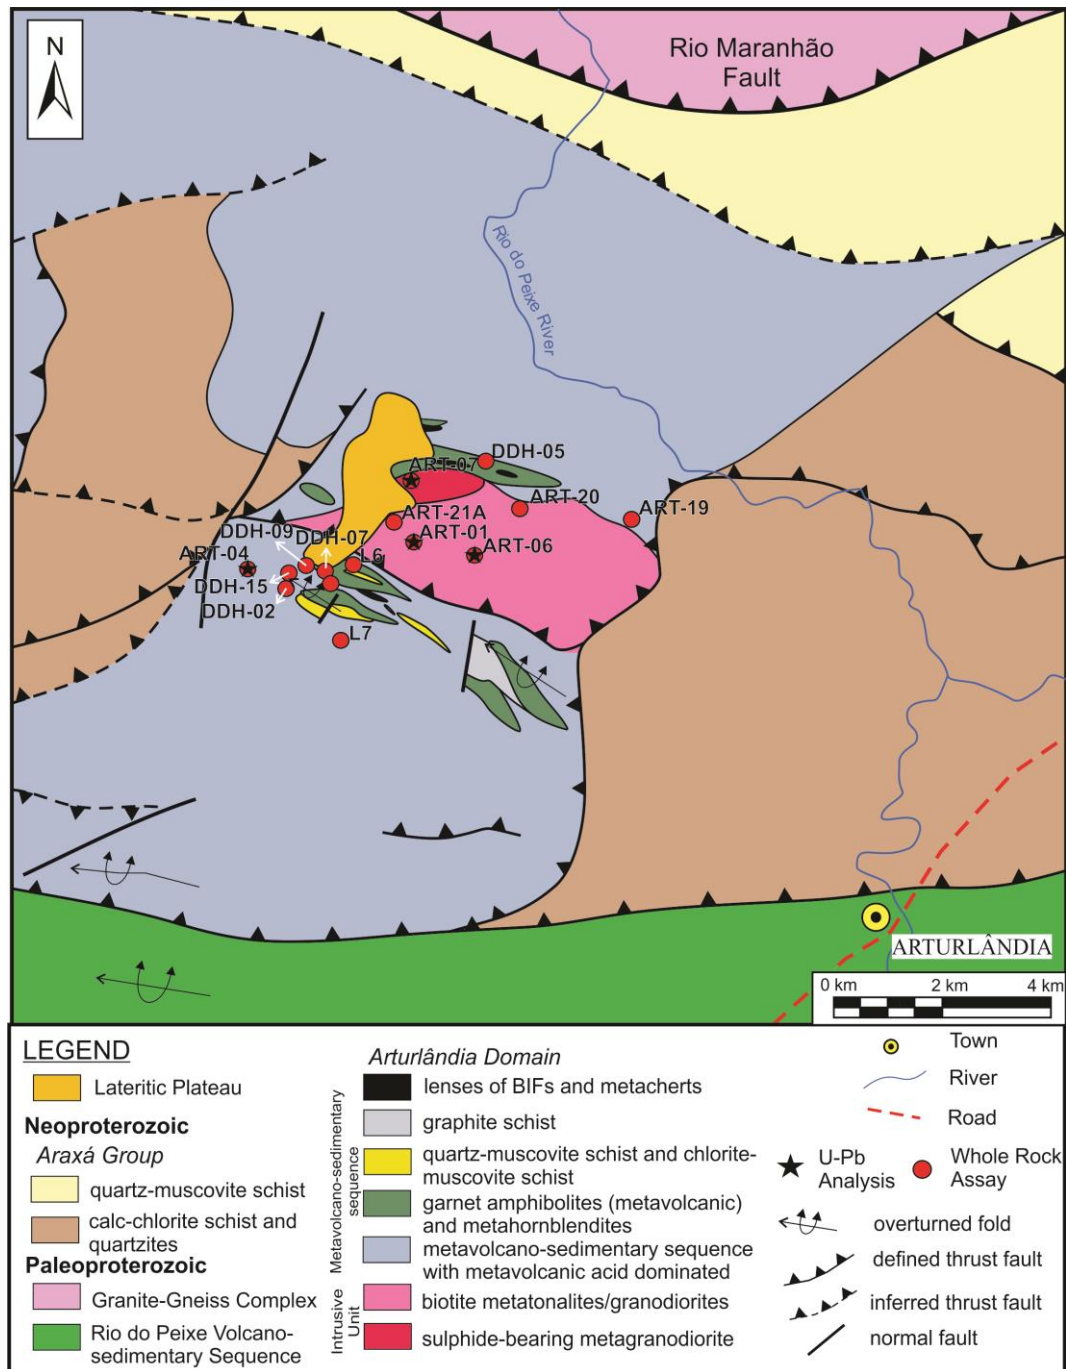 N
Rio Maranhão
Fault
Rio do Peixe River
DDH-05
ART-07
ART-20
ART-19
ART-21A
DDH-09
DDH-07
ART-01
ART-04
L6
ART-06
DDH-15
DDH-02
L7
ARTURLÂNDIA
0 km 2 km 4 km
LEGEND
Lateritic Plateau
Neoproterozoic
Araxá Group
quartz-muscovite schist
calc-chlorite schist and
quartzites
Paleoproterozoic
Granite-Gneiss Complex
Rio do Peixe Volcano-
sedimentary Sequence
Arturlândia Domain
Metavolcano-sedimentary
sequence
lenses of BIFs and metacherts
graphite schist
quartz-muscovite schist and chlorite-
muscovite schist
garnet amphibolites (metavolcanic)
and metahornblendites
metavolcano-sedimentary sequence
with metavolcanic acid dominated
Intrusive
Unit
biotite metatonalites/granodiorites
sulphide-bearing metagranodiorite
Town
River
Road
U-Pb
Analysis
Whole Rock
Assay
overturned fold
defined thrust fault
inferred thrust fault
normal fault